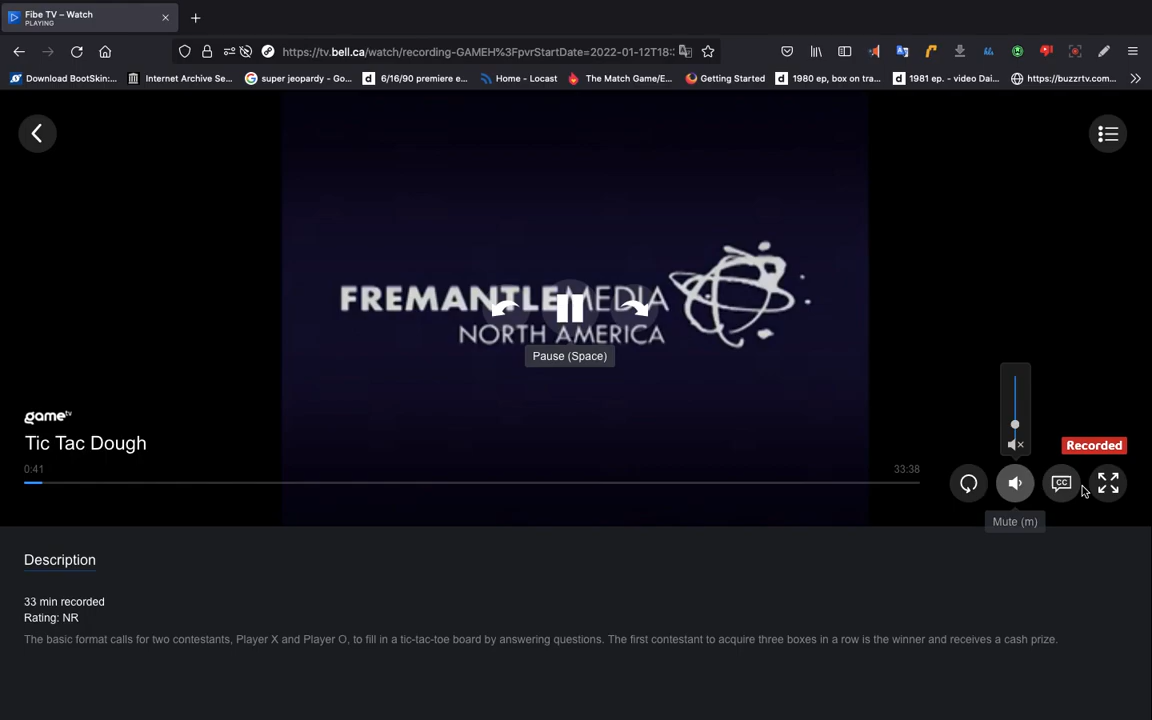 Fibe TV – Watch
PLAYING
https://tv.bell.ca/watch/recording-GAMEH%3FpvrStartDate=2022-01-12T18:
Download BootSkin:...
Internet Archive Se...
super jeopardy - Go...
6/16/90 premiere e...
Home - Locast
The Match Game/E...
Getting Started
1980 ep, box on tra...
1981 ep. - video Dai...
https://buzzrtv.com...
FREMANTLEMEDIA
NORTH AMERICA
Pause (Space)
gametv
Tic Tac Dough
Recorded
0:41
33:38
CC
Mute (m)
Description
33 min recorded
Rating: NR
The basic format calls for two contestants, Player X and Player O, to fill in a tic-tac-toe board by answering questions. The first contestant to acquire three boxes in a row is the winner and receives a cash prize.